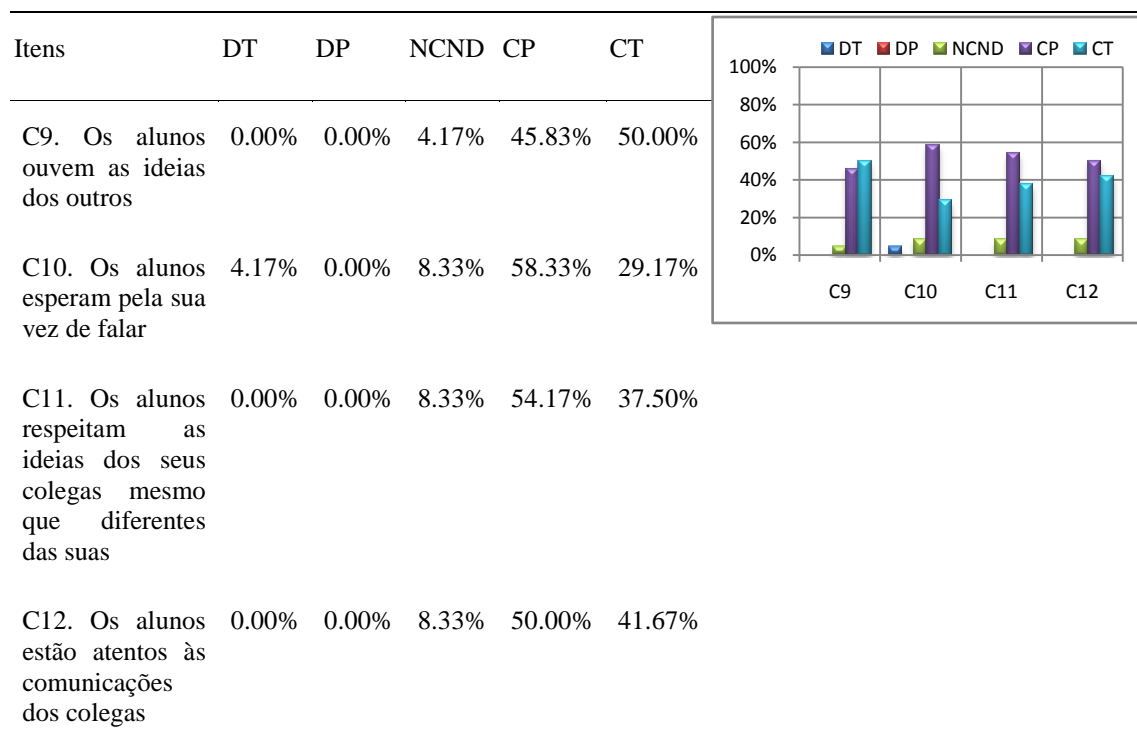 Itens DT DP NCND CP CT
C9. Os alunos 0.00% 0.00% 4.17% 45.83% 50.00%
ouvem as ideias
dos outros
C10. Os alunos 4.17% 0.00% 8.33% 58.33% 29.17%
esperam pela sua
vez de falar
C11. Os alunos 0.00% 0.00% 8.33% 54.17% 37.50%
respeitam as
ideias dos seus
colegas mesmo
que diferentes
das suas
C12. Os alunos 0.00% 0.00% 8.33% 50.00% 41.67%
estão atentos às
comunicações
dos colegas
DT DP NCND CP CT
100%
80%
60%
40%
20%
0%
C9 C10 C11 C12